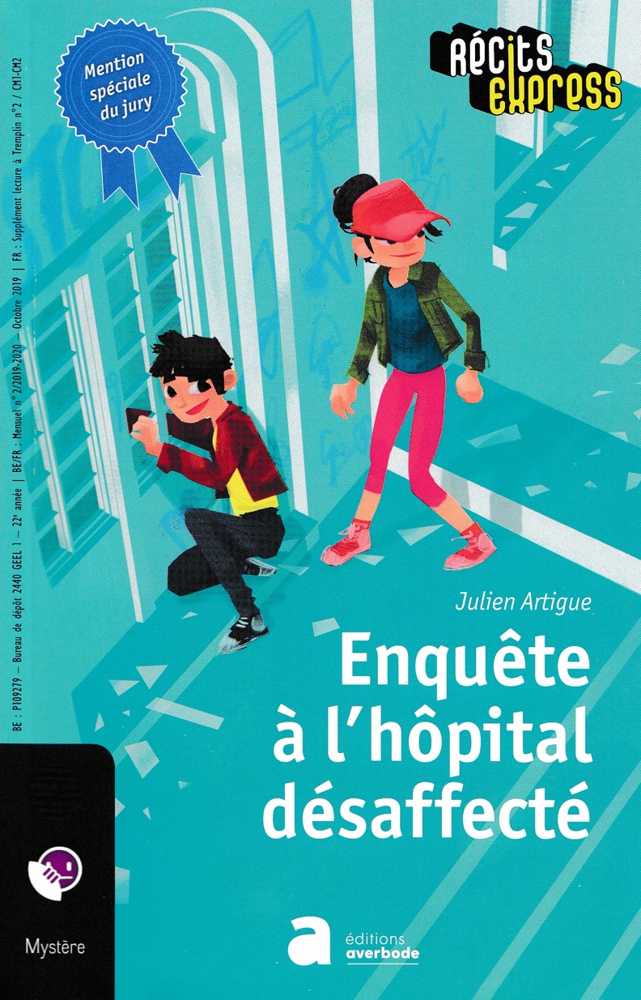 Mention
spéciale
du jury
RÉCITS
EXPRESS
BE : P109279 – Bureau de dépôt 2440 GEEL 1 – 22e année | BE/FR : Mensuel n° 2/2019-2020 – Octobre 2019 | FR : Supplément lecture à Tremplin n°2 / CM1-CM2
Julien Artigue
Enquête
à l'hôpital
désaffecté
Mystère
a
éditions
averbode